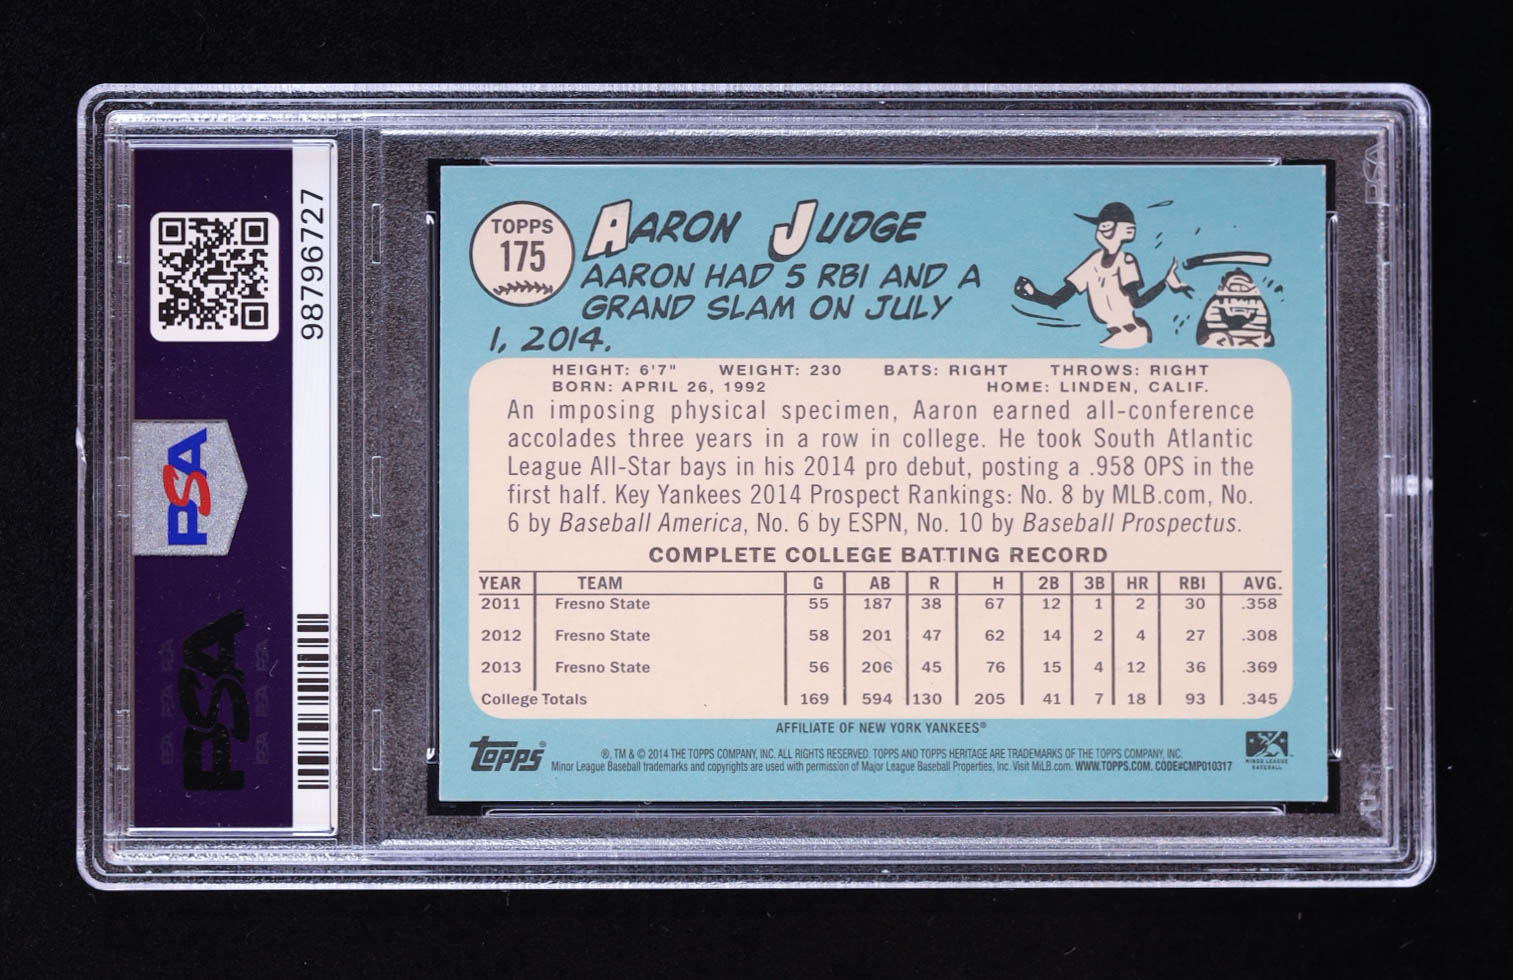 98796727
PSA
PSA
TOPPS
175
AARON JUDGE
AARON HAD 5 RBI AND A
GRAND SLAM ON JULY
1, 2014.
HEIGHT: 6'7" WEIGHT: 230 BATS: RIGHT THROWS: RIGHT
BORN: APRIL 26, 1992 HOME: LINDEN, CALIF.
An imposing physical specimen, Aaron earned all-conference
accolades three years in a row in college. He took South Atlantic
League All-Star bays in his 2014 pro debut, posting a .958 OPS in the
first half. Key Yankees 2014 Prospect Rankings: No. 8 by MLB.com, No.
6 by Baseball America, No. 6 by ESPN, No. 10 by Baseball Prospectus.
COMPLETE COLLEGE BATTING RECORD
YEAR TEAM G AB R H 2B 3B HR RBI AVG.
2011 Fresno State 55 187 38 67 12 1 2 30 .358
2012 Fresno State 58 201 47 62 14 2 4 27 .308
2013 Fresno State 56 206 45 76 15 4 12 36 .369
College Totals 169 594 130 205 41 7 18 93 .345
AFFILIATE OF NEW YORK YANKEES®
TOPPS®
®, TM & © 2014 THE TOPPS COMPANY, INC. ALL RIGHTS RESERVED. TOPPS AND TOPPS HERITAGE ARE TRADEMARKS OF THE TOPPS COMPANY, INC.
Minor League Baseball trademarks and copyrights are used with permission of Major League Baseball Properties, Inc. Visit MiLB.com. WWW.TOPPS.COM. CODE#CMP010317
MINOR LEAGUE
BASEBALL